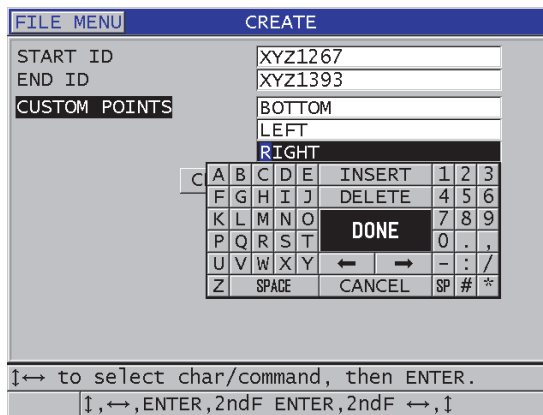 FILE MENU CREATE
START ID XYZ1267
END ID XYZ1393
CUSTOM POINTS BOTTOM
LEFT
RIGHT
A B C D E INSERT 1 2 3
F G H I J DELETE 4 5 6
K L M N O DONE 7 8 9
P Q R S T 0 . ,
U V W X Y ← → - : /
Z SPACE CANCEL SP # *
↕↔ to select char/command, then ENTER.
↕,↔,ENTER,2ndF ENTER,2ndF ↔,↕